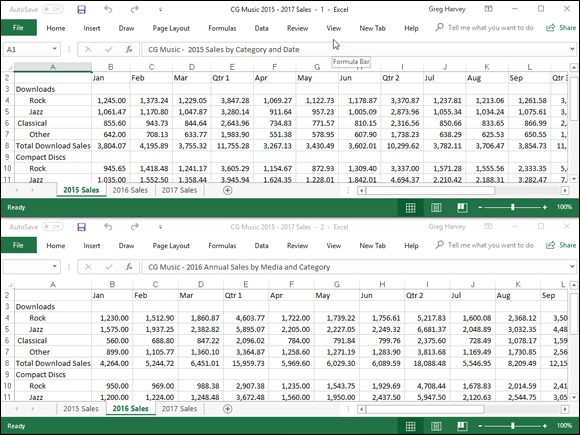 AutoSave Off CG Music 2015 - 2017 Sales - 1 - Excel Greg Harvey
File Home Insert Draw Page Layout Formulas Data Review View New Tab Help Tell me what you want to do Share
A1 fx CG Music - 2015 Sales by Category and Date
Formula Bar
A B C D E F G H I J K L
2 Jan Feb Mar Qtr 1 Apr May Jun Qtr 2 Jul Aug Sep Qtr 3
3 Downloads
4 Rock 1,245.00 1,373.24 1,229.05 3,847.28 1,069.27 1,122.73 1,178.87 3,370.87 1,237.81 1,213.06 1,261.58 3,
5 Jazz 1,061.47 1,170.80 1,047.87 3,280.14 911.64 957.23 1,005.09 2,873.96 1,055.34 1,034.24 1,075.61 3,
6 Classical 855.60 943.73 844.64 2,643.96 734.83 771.57 810.15 2,316.56 850.66 833.65 866.99 2,
7 Other 642.00 708.13 633.77 1,983.90 551.38 578.95 607.90 1,738.23 638.29 625.53 650.55 1,
8 Total Download Sales 3,804.07 4,195.89 3,755.32 11,755.28 3,267.13 3,430.49 3,602.01 10,299.62 3,782.11 3,706.47 3,854.73 11,
9 Compact Discs
10 Rock 945.65 1,418.48 1,241.17 3,605.29 1,154.67 872.93 1,309.40 3,337.00 1,571.28 1,555.56 2,333.35 5,
11 Jazz 1,035.00 1,552.50 1,358.44 3,945.94 1,624.35 1,228.01 1,842.01 4,694.37 2,210.42 2,188.31 3,282.47
2015 Sales 2016 Sales 2017 Sales
Ready 100%
AutoSave Off CG Music 2015 - 2017 Sales - 2 - Excel Greg Harvey
File Home Insert Draw Page Layout Formulas Data Review View New Tab Help Tell me what you want to do Share
fx CG Music - 2016 Annual Sales by Media and Category
A B C D E F G H I J K L
2 Jan Feb Mar Qtr 1 Apr May Jun Qtr 2 Jul Aug Sep
3 Downloads
4 Rock 1,230.00 1,512.90 1,860.87 4,603.77 1,722.00 1,739.22 1,756.61 5,217.83 1,600.08 2,368.12 3,50
5 Jazz 1,575.00 1,937.25 2,382.82 5,895.07 2,205.00 2,227.05 2,249.32 6,681.37 2,048.89 3,032.35 4,48
6 Classical 560.00 688.80 847.22 2,096.02 784.00 791.84 799.76 2,375.60 728.49 1,078.17 1,59
7 Other 899.00 1,105.77 1,360.10 3,364.87 1,258.60 1,271.19 1,283.90 3,813.68 1,169.49 1,730.85 2,56
8 Total Download Sales 4,264.00 5,244.72 6,451.01 15,959.73 5,969.60 6,029.30 6,089.59 18,088.48 5,546.95 8,209.49 12,15
9 Compact Discs
10 Rock 950.00 969.00 988.38 2,907.38 1,235.00 1,543.75 1,929.69 4,708.44 1,678.83 2,014.59 2,41
11 Jazz 1,200.00 1,224.00 1,248.48 3,672.48 1,560.00 1,950.00 2,437.50 5,947.50 2,120.63 2,544.75 3,05
2015 Sales 2016 Sales 2017 Sales
Ready 100%